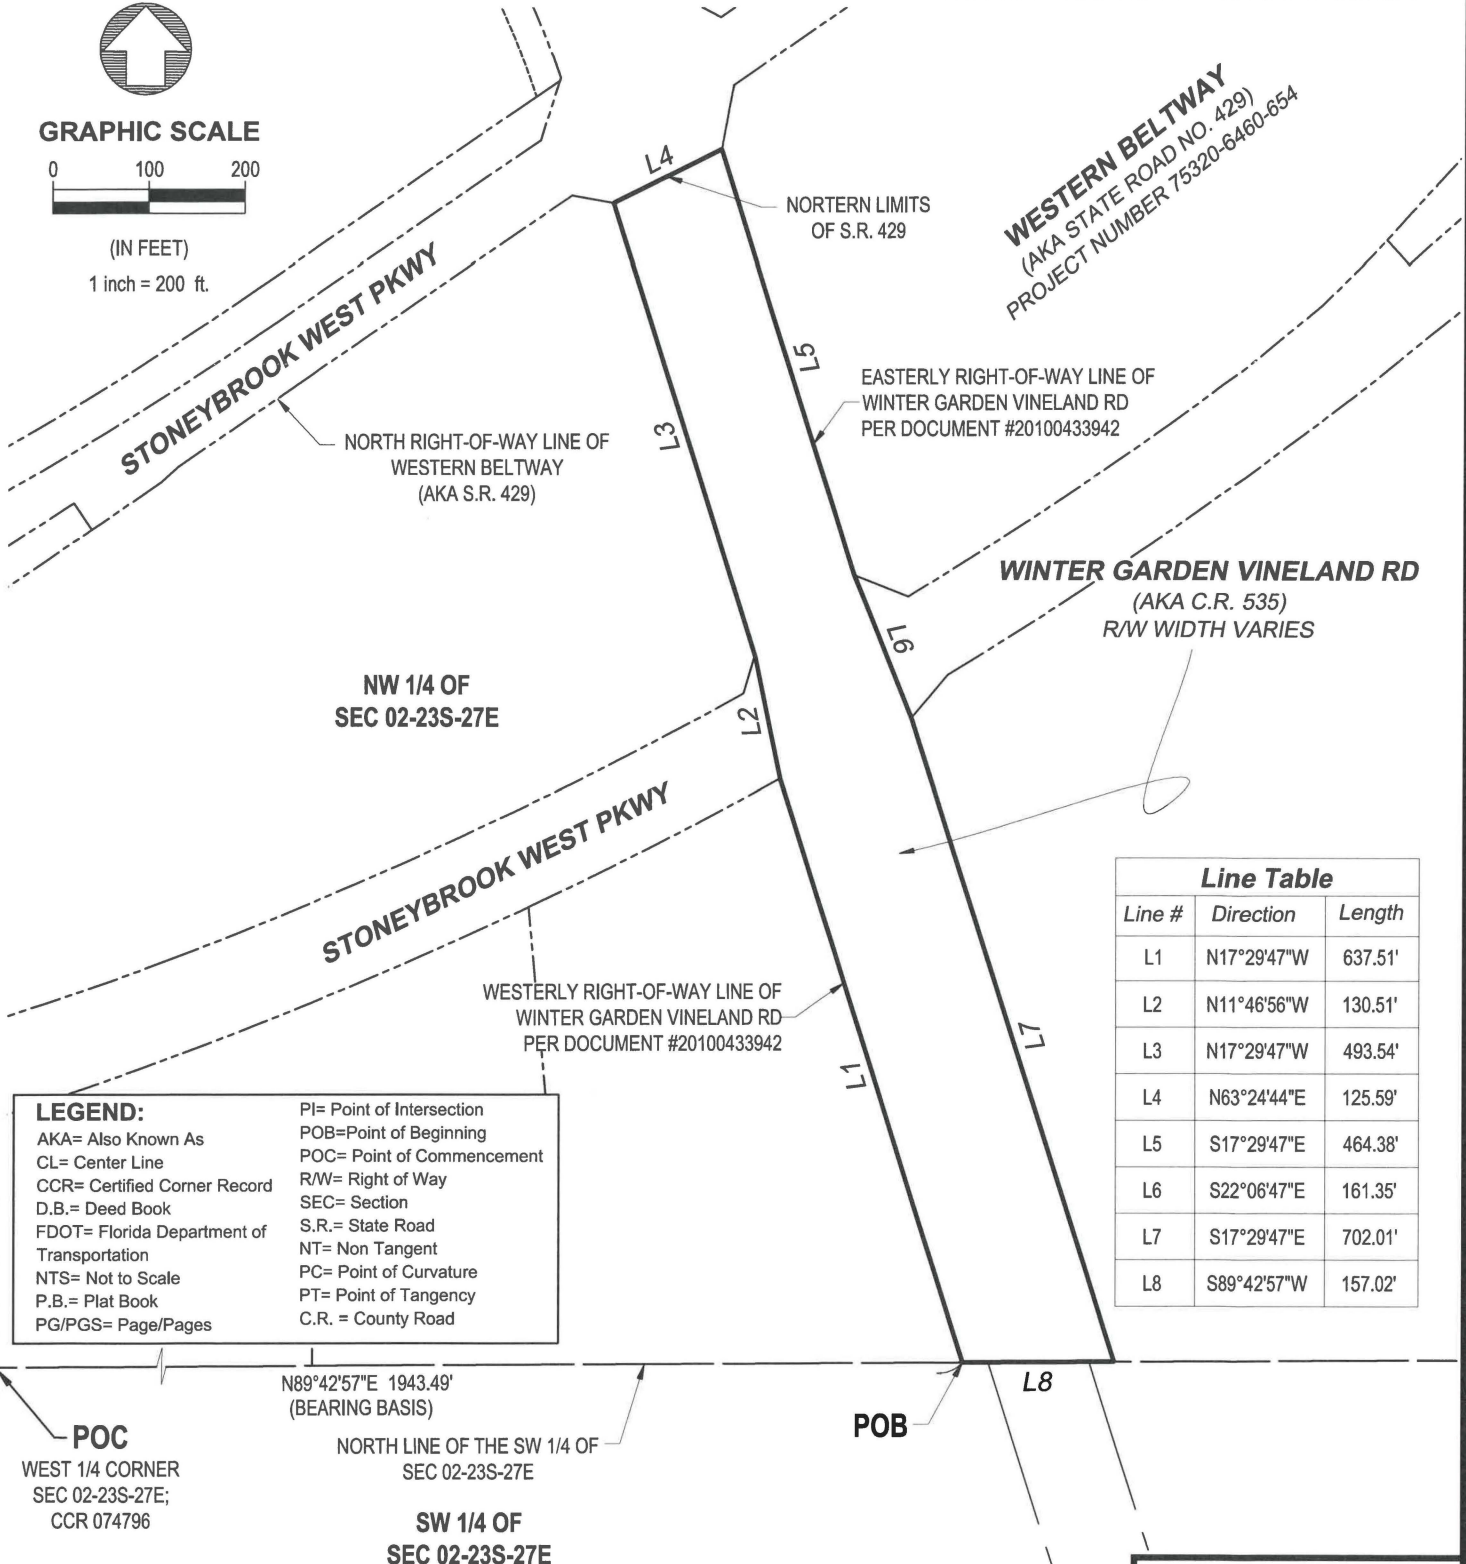 GRAPHIC SCALE
0 100 200
(IN FEET)
1 inch = 200 ft.
L4
NORTERN LIMITS
OF S.R. 429
WESTERN BELTWAY
(AKA STATE ROAD NO. 429)
PROJECT NUMBER 75320-6460-654
STONEYBROOK WEST PKWY
L5
EASTERLY RIGHT-OF-WAY LINE OF
WINTER GARDEN VINELAND RD
PER DOCUMENT #20100433942
L3
NORTH RIGHT-OF-WAY LINE OF
WESTERN BELTWAY
(AKA S.R. 429)
WINTER GARDEN VINELAND RD
(AKA C.R. 535)
R/W WIDTH VARIES
L6
NW 1/4 OF
SEC 02-23S-27E
L2
STONEYBROOK WEST PKWY
Line Table
Line # Direction Length
L1 N17°29'47"W 637.51'
L2 N11°46'56"W 130.51'
L3 N17°29'47"W 493.54'
L4 N63°24'44"E 125.59'
L5 S17°29'47"E 464.38'
L6 S22°06'47"E 161.35'
L7 S17°29'47"E 702.01'
L8 S89°42'57"W 157.02'
WESTERLY RIGHT-OF-WAY LINE OF
WINTER GARDEN VINELAND RD
PER DOCUMENT #20100433942
L1
L7
LEGEND:
AKA= Also Known As
CL= Center Line
CCR= Certified Corner Record
D.B.= Deed Book
FDOT= Florida Department of
Transportation
NTS= Not to Scale
P.B.= Plat Book
PG/PGS= Page/Pages
PI= Point of Intersection
POB=Point of Beginning
POC= Point of Commencement
R/W= Right of Way
SEC= Section
S.R.= State Road
NT= Non Tangent
PC= Point of Curvature
PT= Point of Tangency
C.R. = County Road
N89°42'57"E 1943.49'
(BEARING BASIS)
L8
POB
POC
WEST 1/4 CORNER
SEC 02-23S-27E;
CCR 074796
NORTH LINE OF THE SW 1/4 OF
SEC 02-23S-27E
SW 1/4 OF
SEC 02-23S-27E